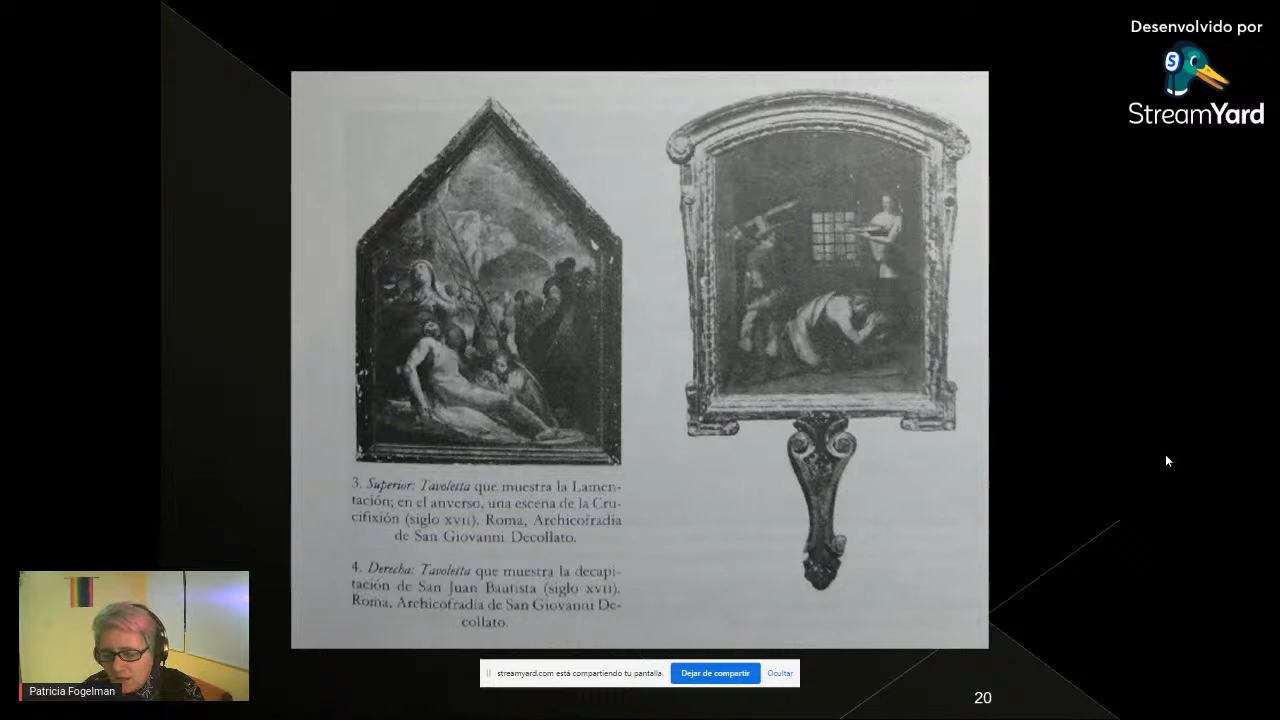 Desenvolvido por
StreamYard
3. Superior: Tavoletta que muestra la Lamen-
tación; en el anverso, una escena de la Cru-
cifixión (siglo XVII). Roma, Archicofradía
de San Giovanni Decollato.
4. Derecha: Tavoletta que muestra la decapi-
tación de San Juan Bautista (siglo XVII).
Roma, Archicofradía de San Giovanni De-
collato.
streamyard.com está compartiendo tu pantalla.
Dejar de compartir
Ocultar
Patricia Fogelman
20